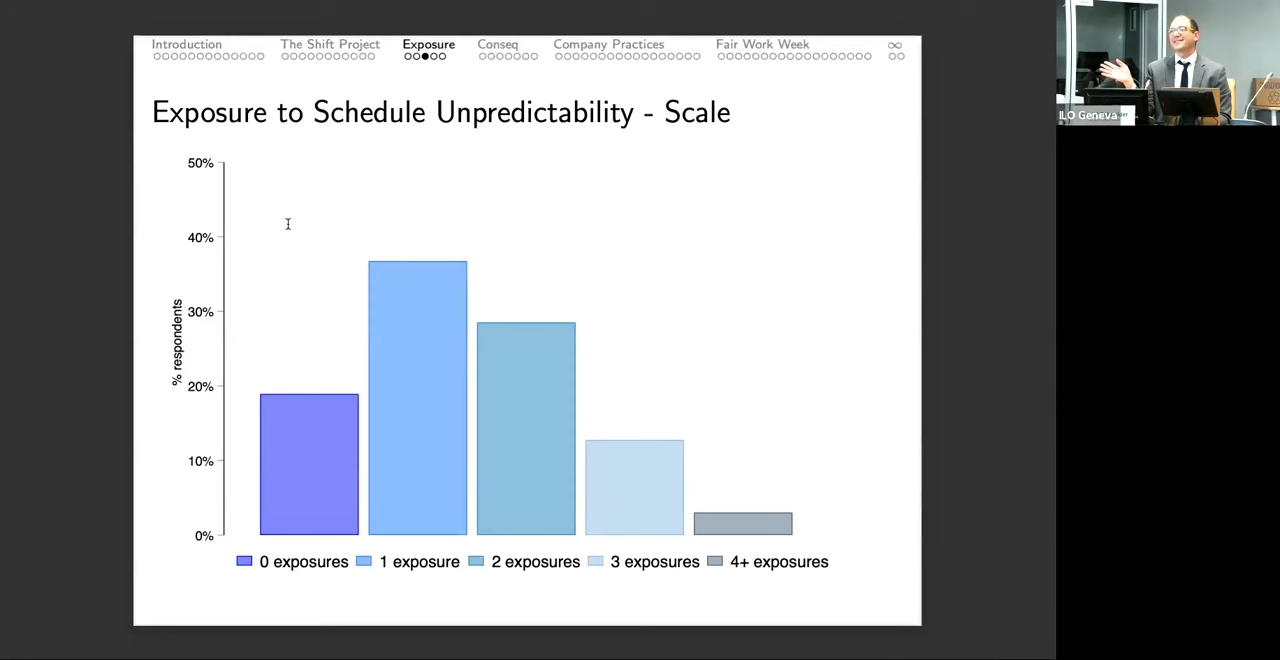 Introduction The Shift Project Exposure Conseq Company Practices Fair Work Week ∞
Exposure to Schedule Unpredictability - Scale
50%
40%
30%
20%
10%
0%
% respondents
0 exposures 1 exposure 2 exposures 3 exposures 4+ exposures
ILO Geneva